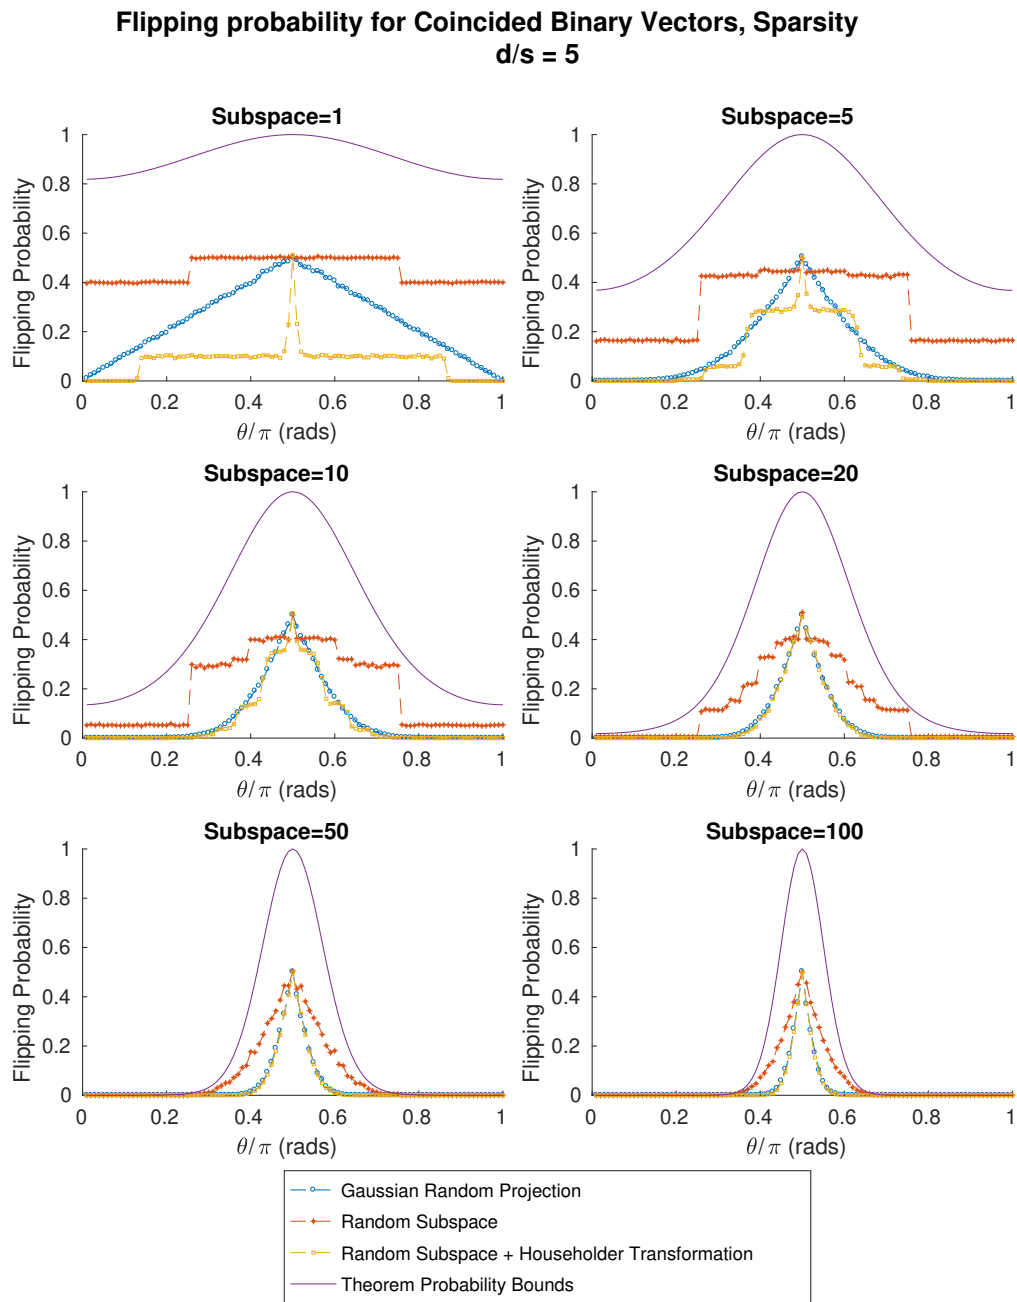 Flipping probability for Coincided Binary Vectors, Sparsity
d/s = 5
Subspace=1
1
0.8
0.6
0.4
0.2
0
Flipping Probability
0 0.2 0.4 0.6 0.8 1
θ/π (rads)
Subspace=5
1
0.8
0.6
0.4
0.2
0
Flipping Probability
0 0.2 0.4 0.6 0.8 1
θ/π (rads)
Subspace=10
1
0.8
0.6
0.4
0.2
0
Flipping Probability
0 0.2 0.4 0.6 0.8 1
θ/π (rads)
Subspace=20
1
0.8
0.6
0.4
0.2
0
Flipping Probability
0 0.2 0.4 0.6 0.8 1
θ/π (rads)
Subspace=50
1
0.8
0.6
0.4
0.2
0
Flipping Probability
0 0.2 0.4 0.6 0.8 1
θ/π (rads)
Subspace=100
1
0.8
0.6
0.4
0.2
0
Flipping Probability
0 0.2 0.4 0.6 0.8 1
θ/π (rads)
Gaussian Random Projection
Random Subspace
Random Subspace + Householder Transformation
Theorem Probability Bounds